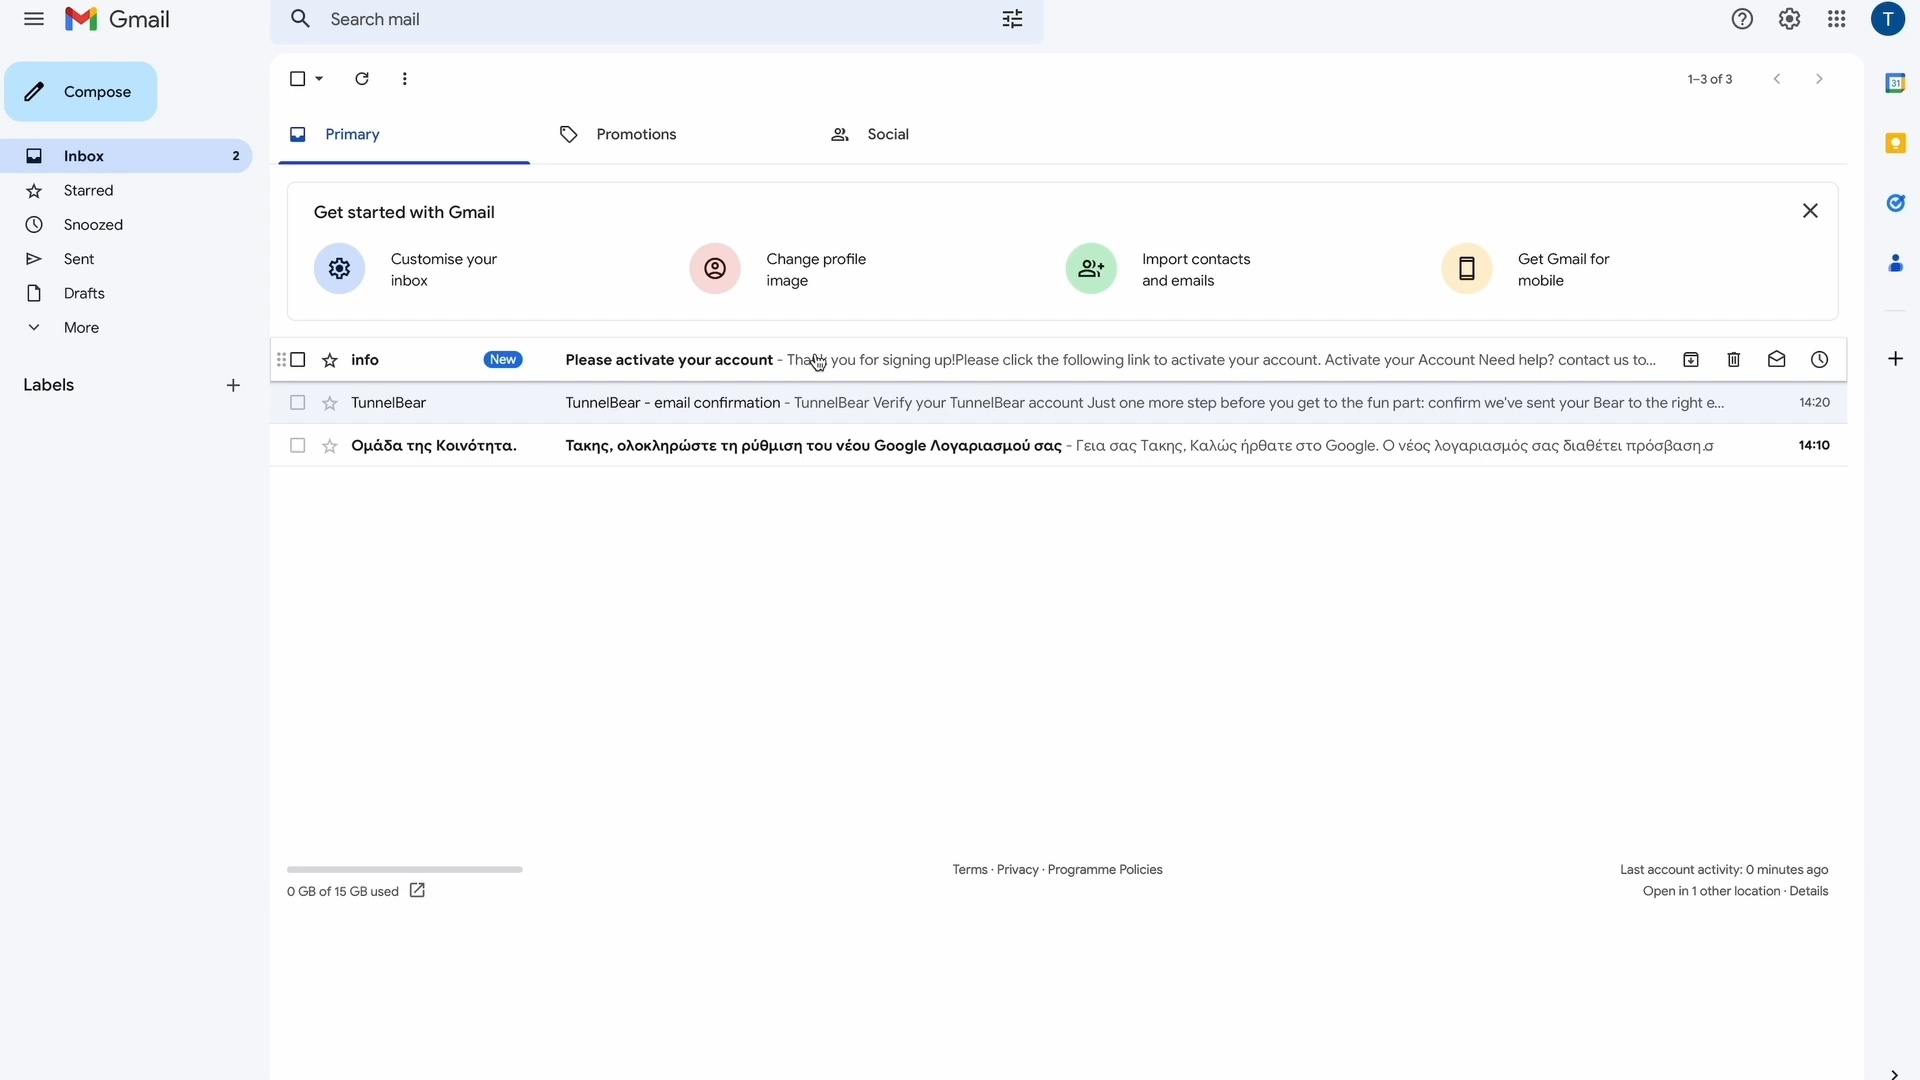 Gmail
Search mail
T
Compose
1–3 of 3
31
Primary
Promotions
Social
Inbox 2
Starred
Snoozed
Sent
Drafts
More
Labels
Get started with Gmail
Customise your
inbox
Change profile
image
Import contacts
and emails
Get Gmail for
mobile
info New Please activate your account - Thank you for signing up!Please click the following link to activate your account. Activate your Account Need help? contact us to...
TunnelBear TunnelBear - email confirmation - TunnelBear Verify your TunnelBear account Just one more step before you get to the fun part: confirm we've sent your Bear to the right e... 14:20
Ομάδα της Κοινότητα. Τακης, ολοκληρώστε τη ρύθμιση του νέου Google Λογαριασμού σας - Γεια σας Τακης, Καλώς ήρθατε στο Google. Ο νέος λογαριασμός σας διαθέτει πρόσβαση.σ 14:10
0 GB of 15 GB used
Terms · Privacy · Programme Policies
Last account activity: 0 minutes ago
Open in 1 other location · Details